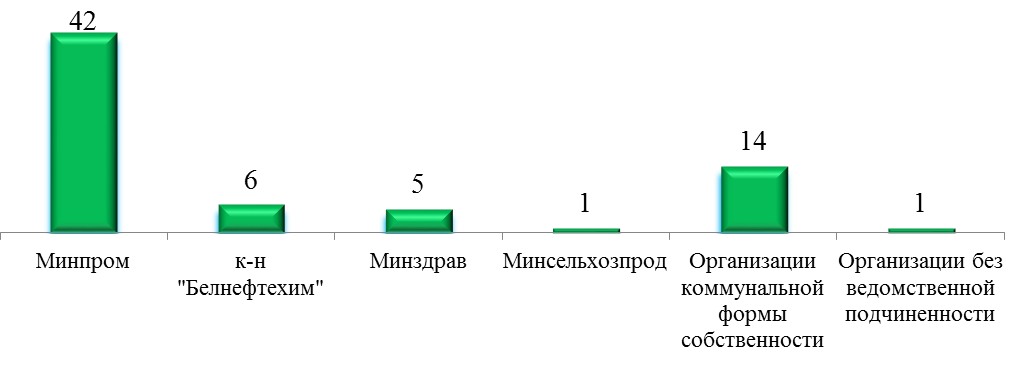 42
6
5
1
14
1
Минпром
к-н
"Белнефтехим"
Минздрав
Минсельхозпрод
Организации
коммунальной
формы
собственности
Организации без
ведомственной
подчиненности